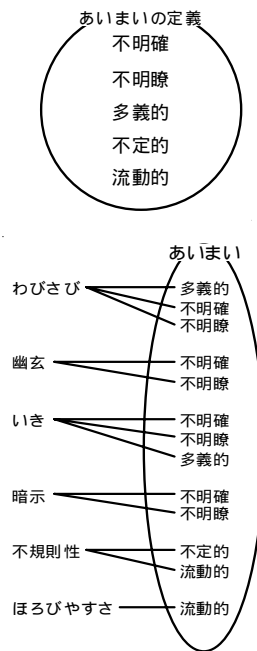 あいまいの定義
不明確
不明瞭
多義的
不定的
流動的
あいまい
わびさび 多義的
不明確
不明瞭
幽玄 不明確
不明瞭
いき 不明確
不明瞭
多義的
暗示 不明確
不明瞭
不規則性 不定的
流動的
ほろびやすさ 流動的